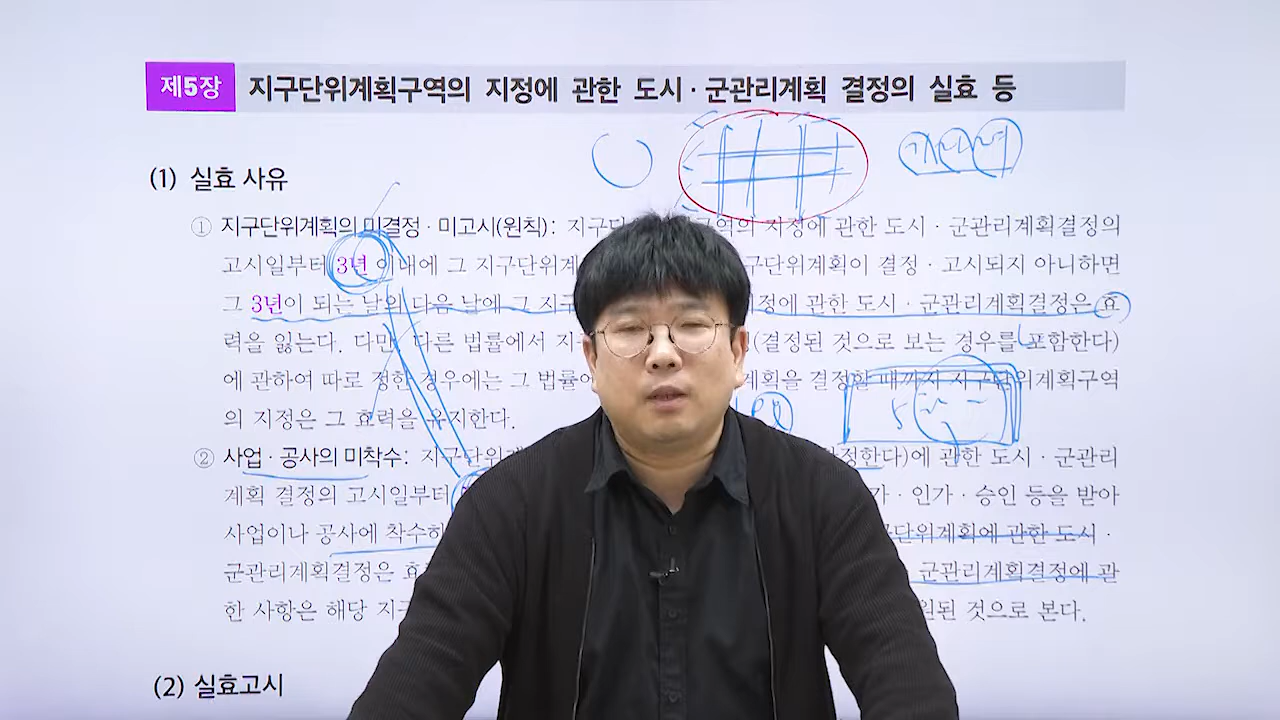 제5장 지구단위계획구역의 지정에 관한 도시·군관리계획 결정의 실효 등
(1) 실효 사유
① 지구단위계획의 미결정·미고시(원칙): 지구단 역의 지정에 관한 도시·군관리계획결정의
고시일부터 3년 이내에 그 지구단위계 구단위계획이 결정·고시되지 아니하면
그 3년이 되는 날의 다음 날에 그 지구 정에 관한 도시·군관리계획결정은 효
력을 잃는다. 다만 다른 법률에서 지 (결정된 것으로 보는 경우를 포함한다)
에 관하여 따로 정한 경우에는 그 법률에 계획을 결정할 때까지 지구단위계획구역
의 지정은 그 효력을 유지한다.
② 사업·공사의 미착수: 지구단위계 정한다)에 관한 도시·군관리
계획 결정의 고시일부터 가·인가·승인 등을 받아
사업이나 공사에 착수하 구단위계획에 관한 도시·
군관리계획결정은 효 군관리계획결정에 관
한 사항은 해당 지구 원된 것으로 본다.
(2) 실효고시